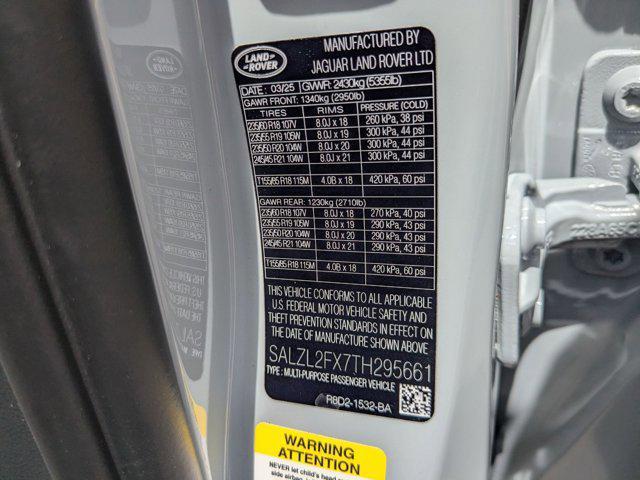 LAND ROVER
MANUFACTURED BY
JAGUAR LAND ROVER LTD
DATE : 03/25 GVWR: 2430kg (5355lb)
GAWR FRONT: 1340kg (2950lb)
TIRES RIMS PRESSURE (COLD)
235/60 R18 107V 8.0J x 18 260 kPa, 38 psi
235/55 R19 105W 8.0J x 19 300 kPa, 44 psi
235/50 R20 104W 8.0J x 20 300 kPa, 44 psi
245/45 R21 104W 8.0J x 21 300 kPa, 44 psi
T155/85 R18 115M 4.0B x 18 420 kPa, 60 psi
GAWR REAR: 1230kg (2710lb)
235/60 R18 107V 8.0J x 18 270 kPa, 40 psi
235/55 R19 105W 8.0J x 19 290 kPa, 43 psi
235/50 R20 104W 8.0J x 20 290 kPa, 43 psi
245/45 R21 104W 8.0J x 21 290 kPa, 43 psi
T155/85 R18 115M 4.0B x 18 420 kPa, 60 psi
THIS VEHICLE CONFORMS TO ALL APPLICABLE
U.S. FEDERAL MOTOR VEHICLE SAFETY AND
THEFT PREVENTION STANDARDS IN EFFECT ON
THE DATE OF MANUFACTURE SHOWN ABOVE.
SALZL2FX7TH295661
TYPE : MULTI-PURPOSE PASSENGER VEHICLE
R8D2-1532-BA
WARNING
ATTENTION
NEVER let child's head
side airbag.